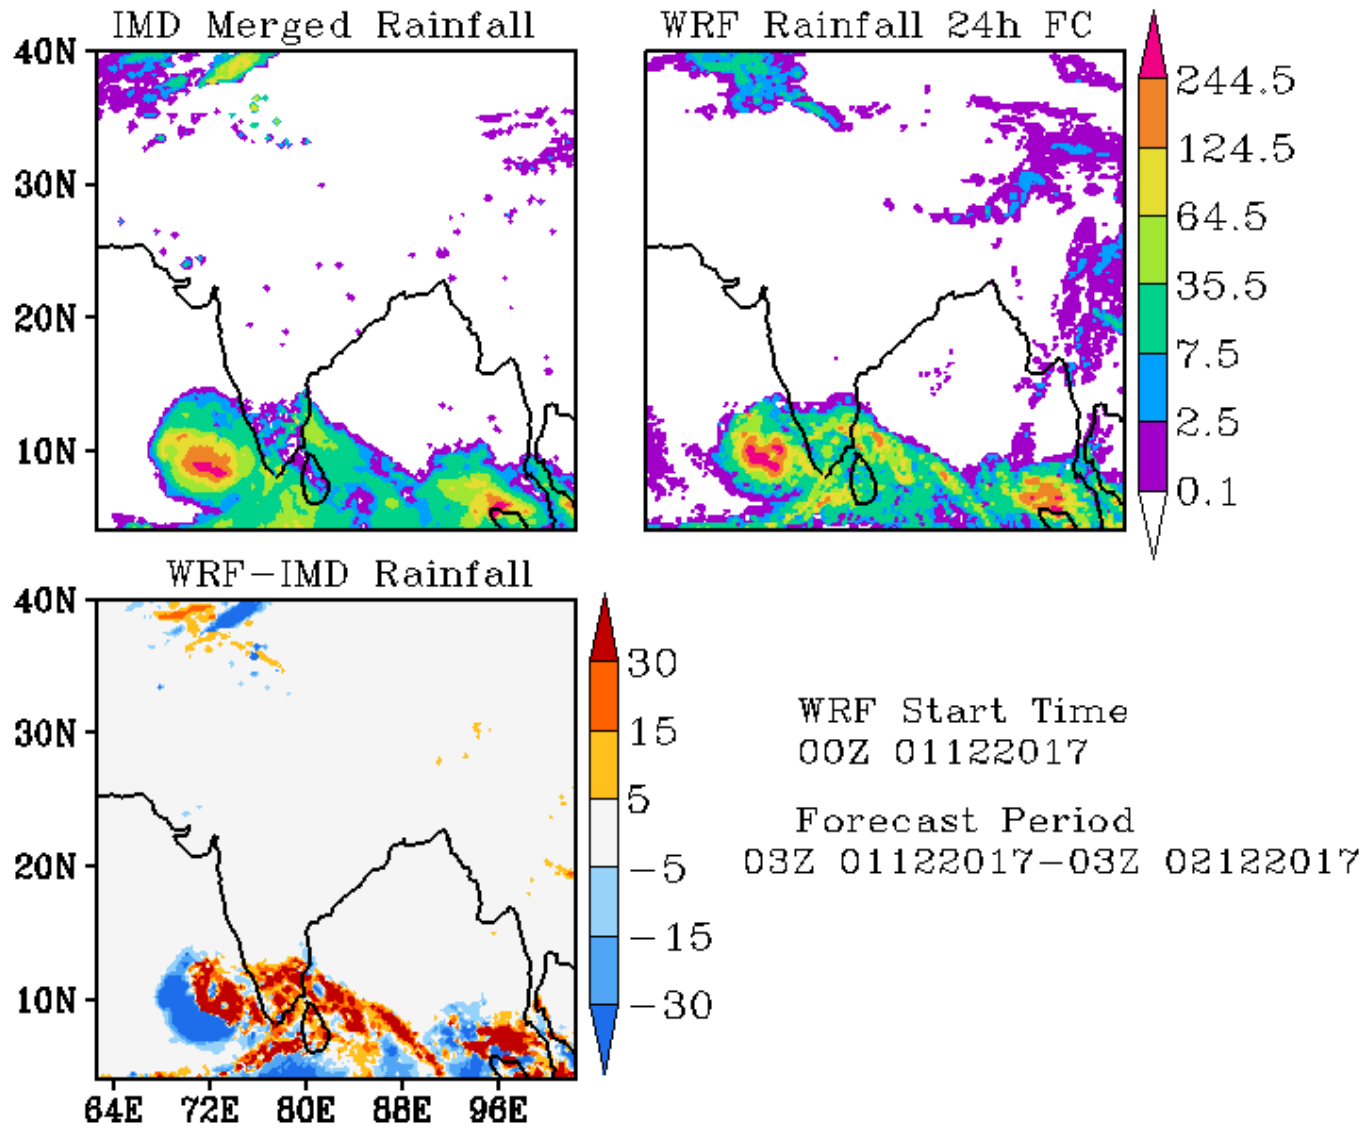 IMD Merged Rainfall
WRF Rainfall 24h FC
40N
30N
20N
10N
244.5
124.5
64.5
35.5
7.5
2.5
0.1
WRF-IMD Rainfall
40N
30N
20N
10N
64E 72E 80E 88E 96E
30
15
5
-5
-15
-30
WRF Start Time
00Z 01122017
Forecast Period
03Z 01122017-03Z 02122017